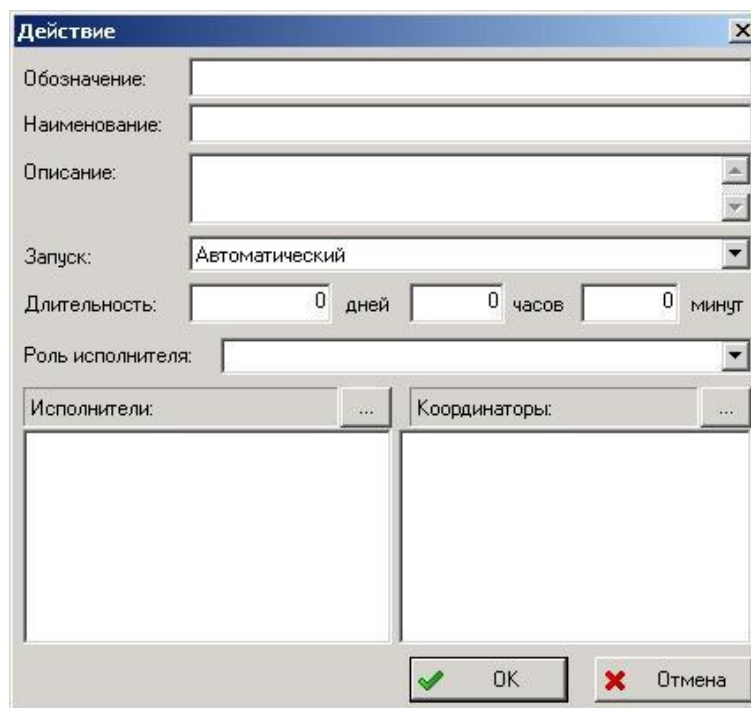 Действие
Обозначение:
Наименование:
Описание:
Запуск: Автоматический
Длительность: 0 дней 0 часов 0 минут
Роль исполнителя:
Исполнители: ... Координаторы: ...
OK Отмена